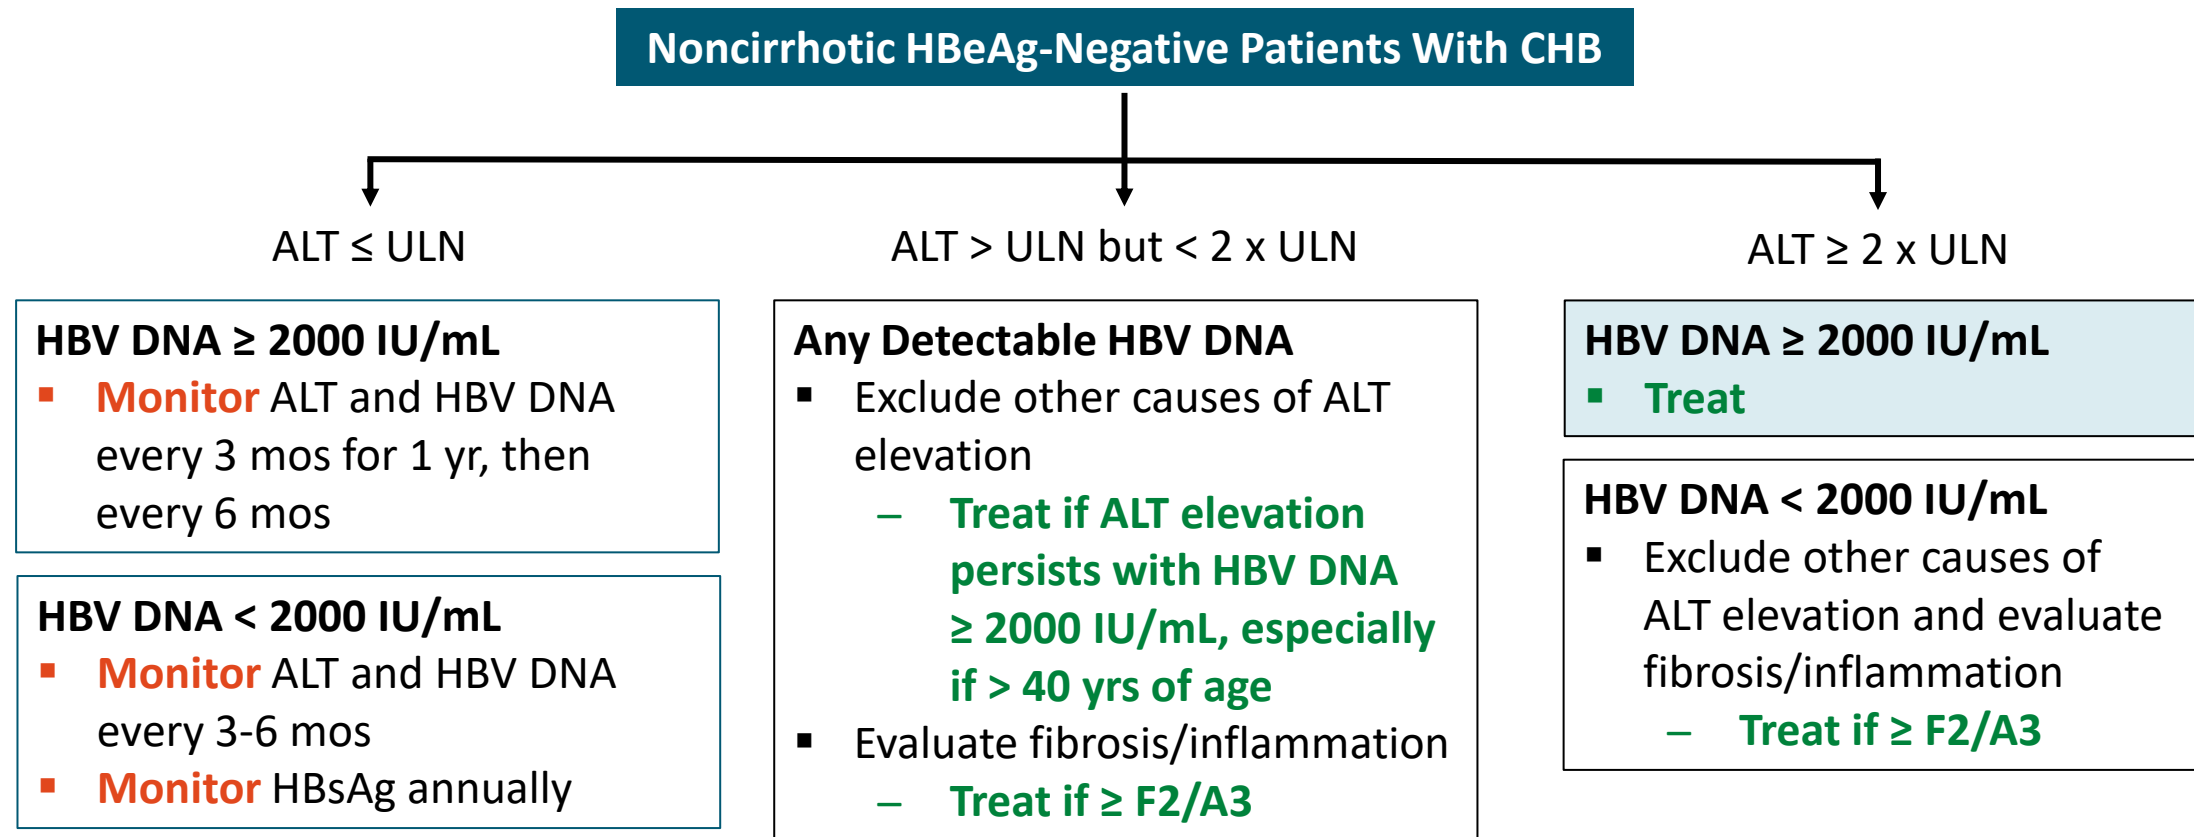 Noncirrhotic HBeAg-Negative Patients With CHB
ALT ≤ ULN
HBV DNA ≥ 2000 IU/mL
▪ Monitor ALT and HBV DNA
every 3 mos for 1 yr, then
every 6 mos
HBV DNA < 2000 IU/mL
▪ Monitor ALT and HBV DNA
every 3-6 mos
▪ Monitor HBsAg annually
ALT > ULN but < 2 x ULN
Any Detectable HBV DNA
▪ Exclude other causes of ALT
elevation
– Treat if ALT elevation
persists with HBV DNA
≥ 2000 IU/mL, especially
if > 40 yrs of age
▪ Evaluate fibrosis/inflammation
– Treat if ≥ F2/A3
ALT ≥ 2 x ULN
HBV DNA ≥ 2000 IU/mL
▪ Treat
HBV DNA < 2000 IU/mL
▪ Exclude other causes of
ALT elevation and evaluate
fibrosis/inflammation
– Treat if ≥ F2/A3